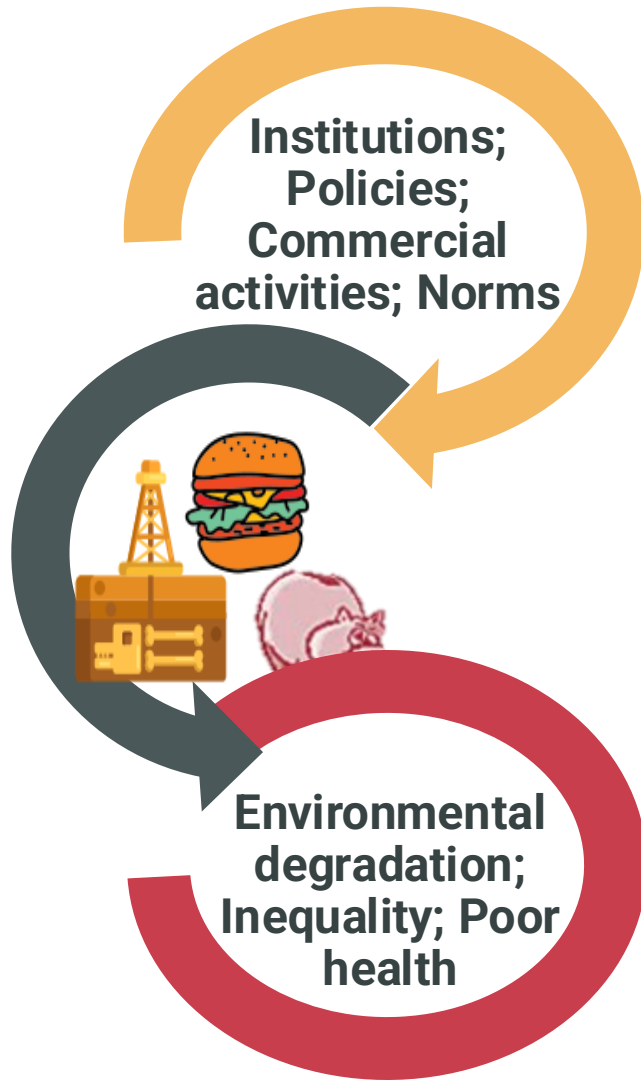 Institutions;
Policies;
Commercial
activities; Norms
Environmental
degradation;
Inequality; Poor
health